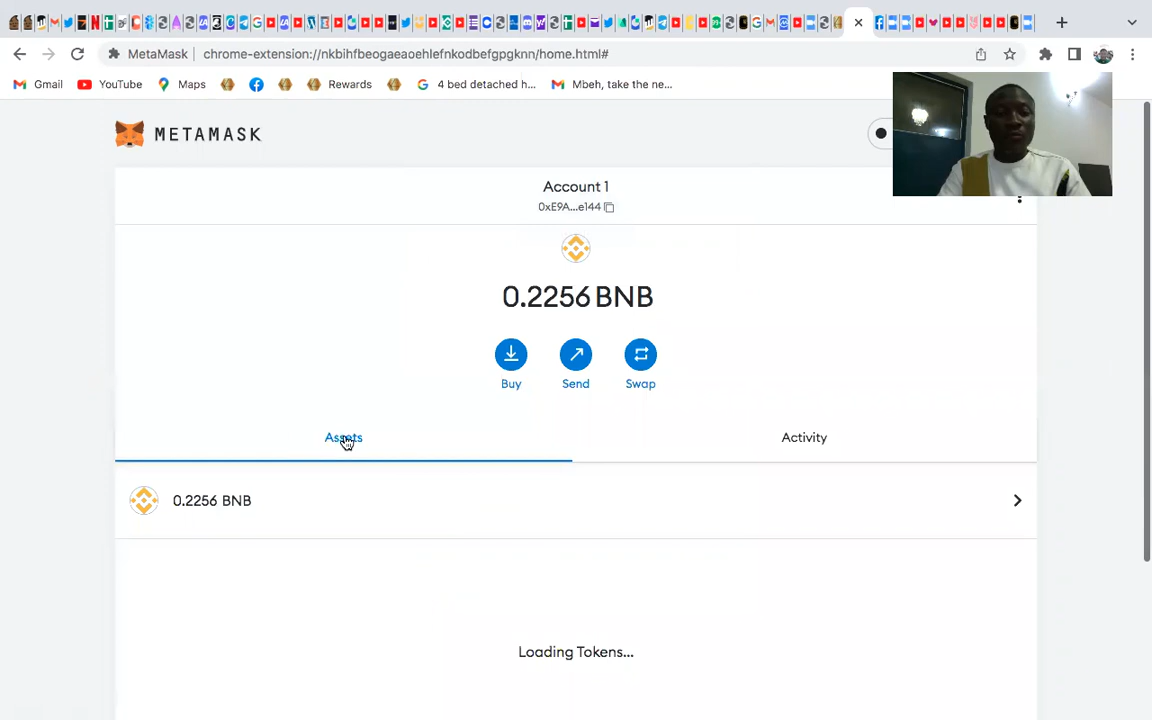 MetaMask
chrome-extension://nkbihfbeogaeaoehlefnkodbefgpgknn/home.html#
Gmail
YouTube
Maps
Rewards
4 bed detached h...
Mbeh, take the ne...
METAMASK
Account 1
0xE9A...e144
0.2256 BNB
Buy
Send
Swap
Assets
Activity
0.2256 BNB
Loading Tokens...